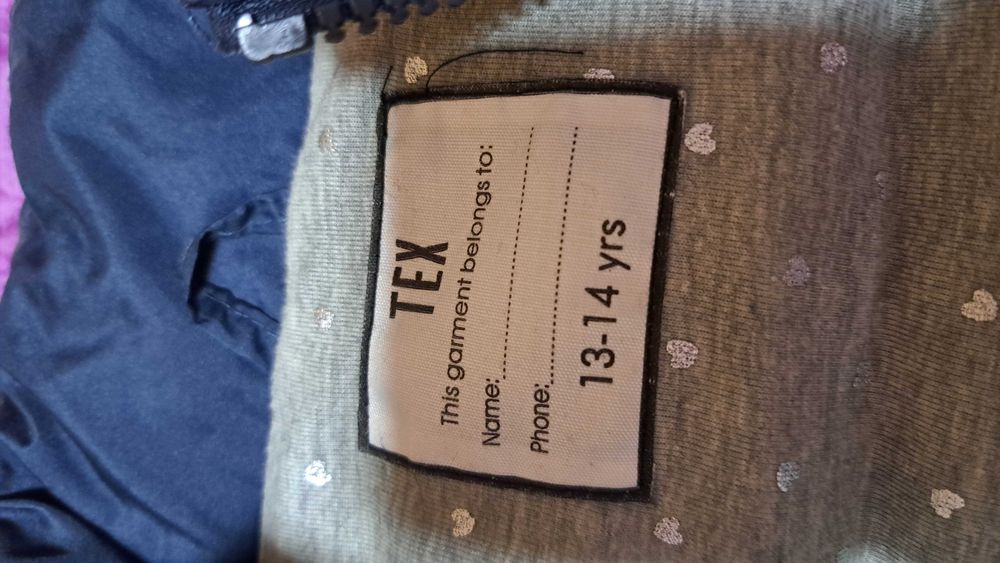 TEX
This garment belongs to:
Name:
Phone:
13-14 yrs